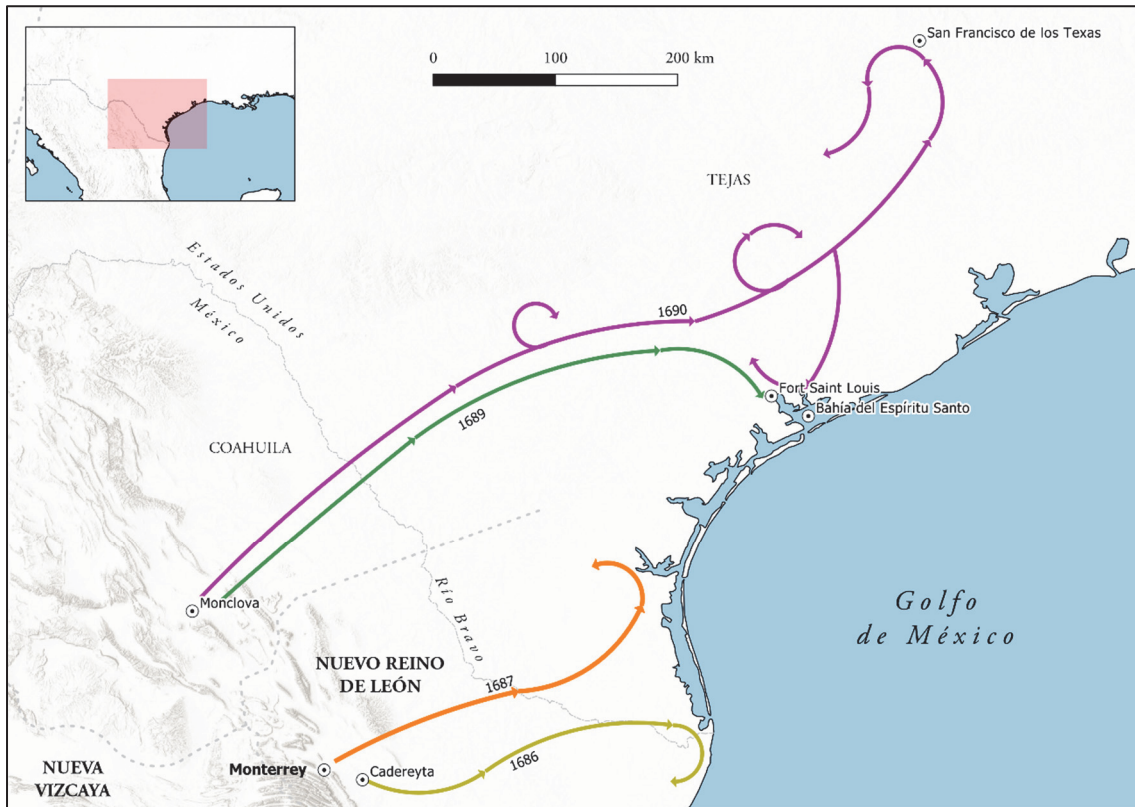 San Francisco de los Texas
0
100
200 km
TEJAS
Estados Unidos
México
1690
1689
Fort Saint Louis
Bahía del Espíritu Santo
COAHUILA
Monclova
Río Bravo
Golfo
de México
NUEVO REINO
DE LEÓN
1687
1686
Monterrey
Cadereyta
NUEVA
VIZCAYA